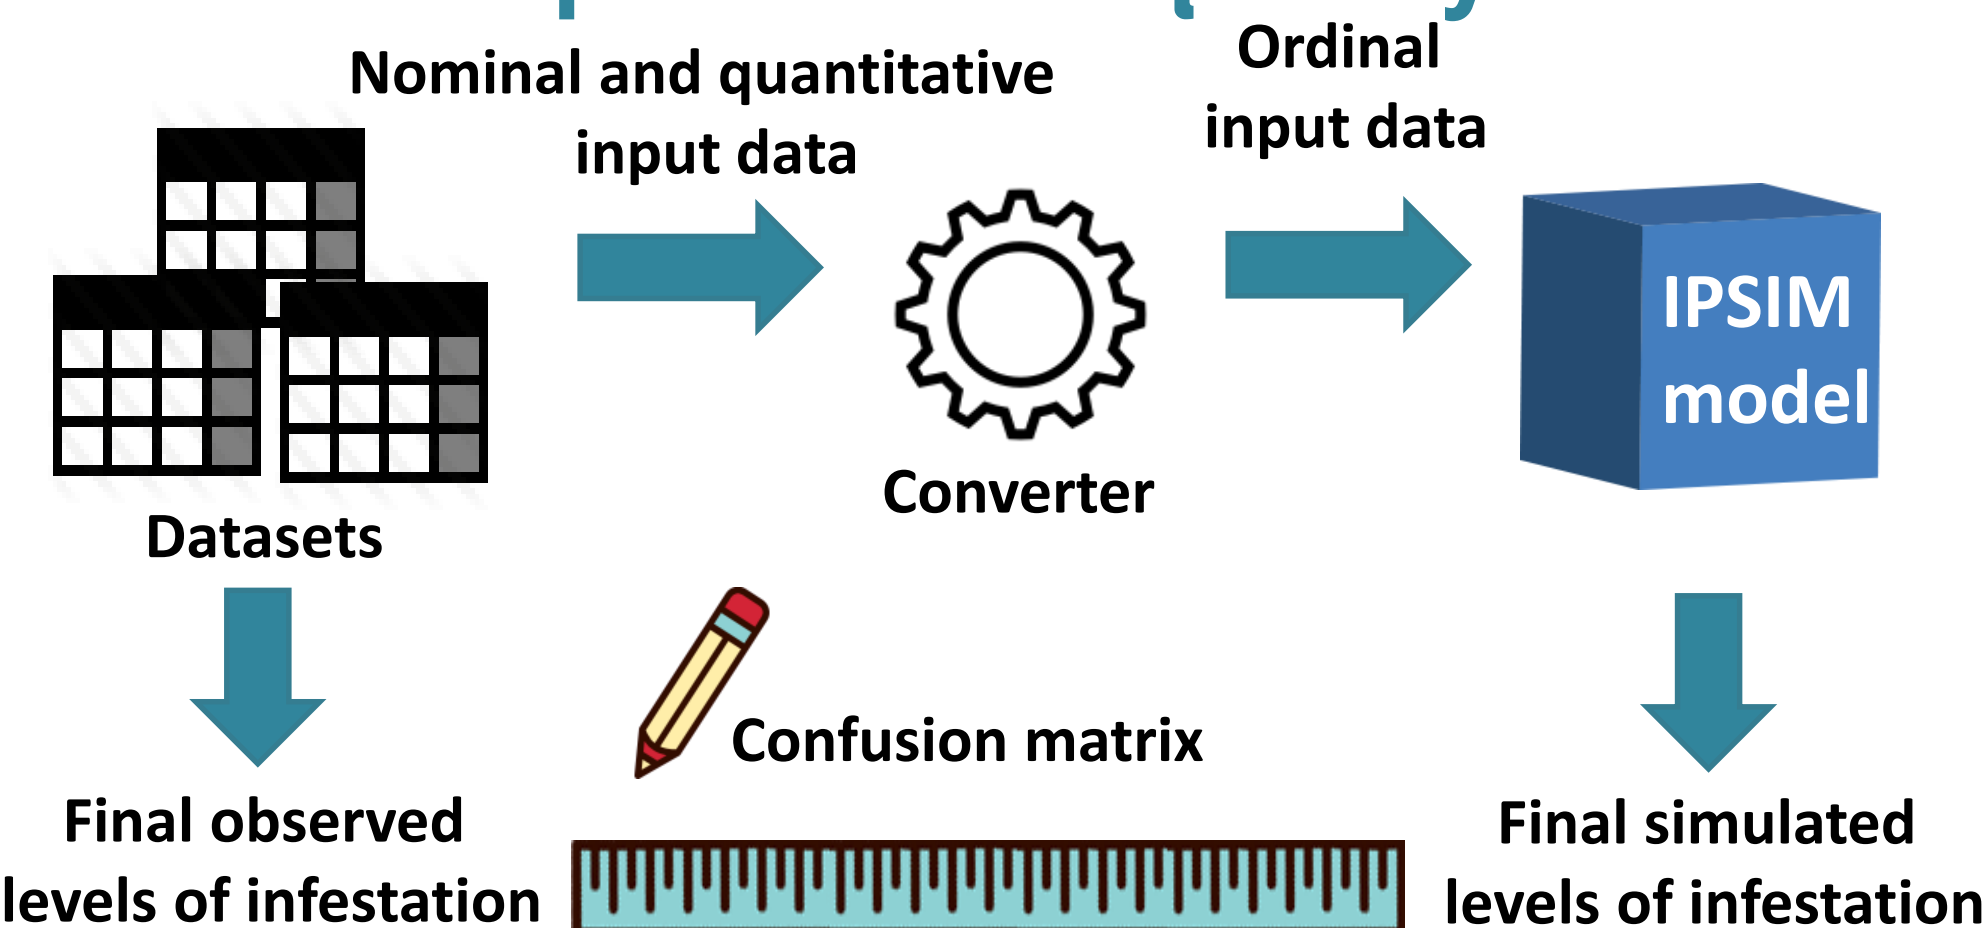 Nominal and quantitative
input data
Ordinal
input data
IPSIM
model
Converter
Datasets
Confusion matrix
Final observed
levels of infestation
Final simulated
levels of infestation